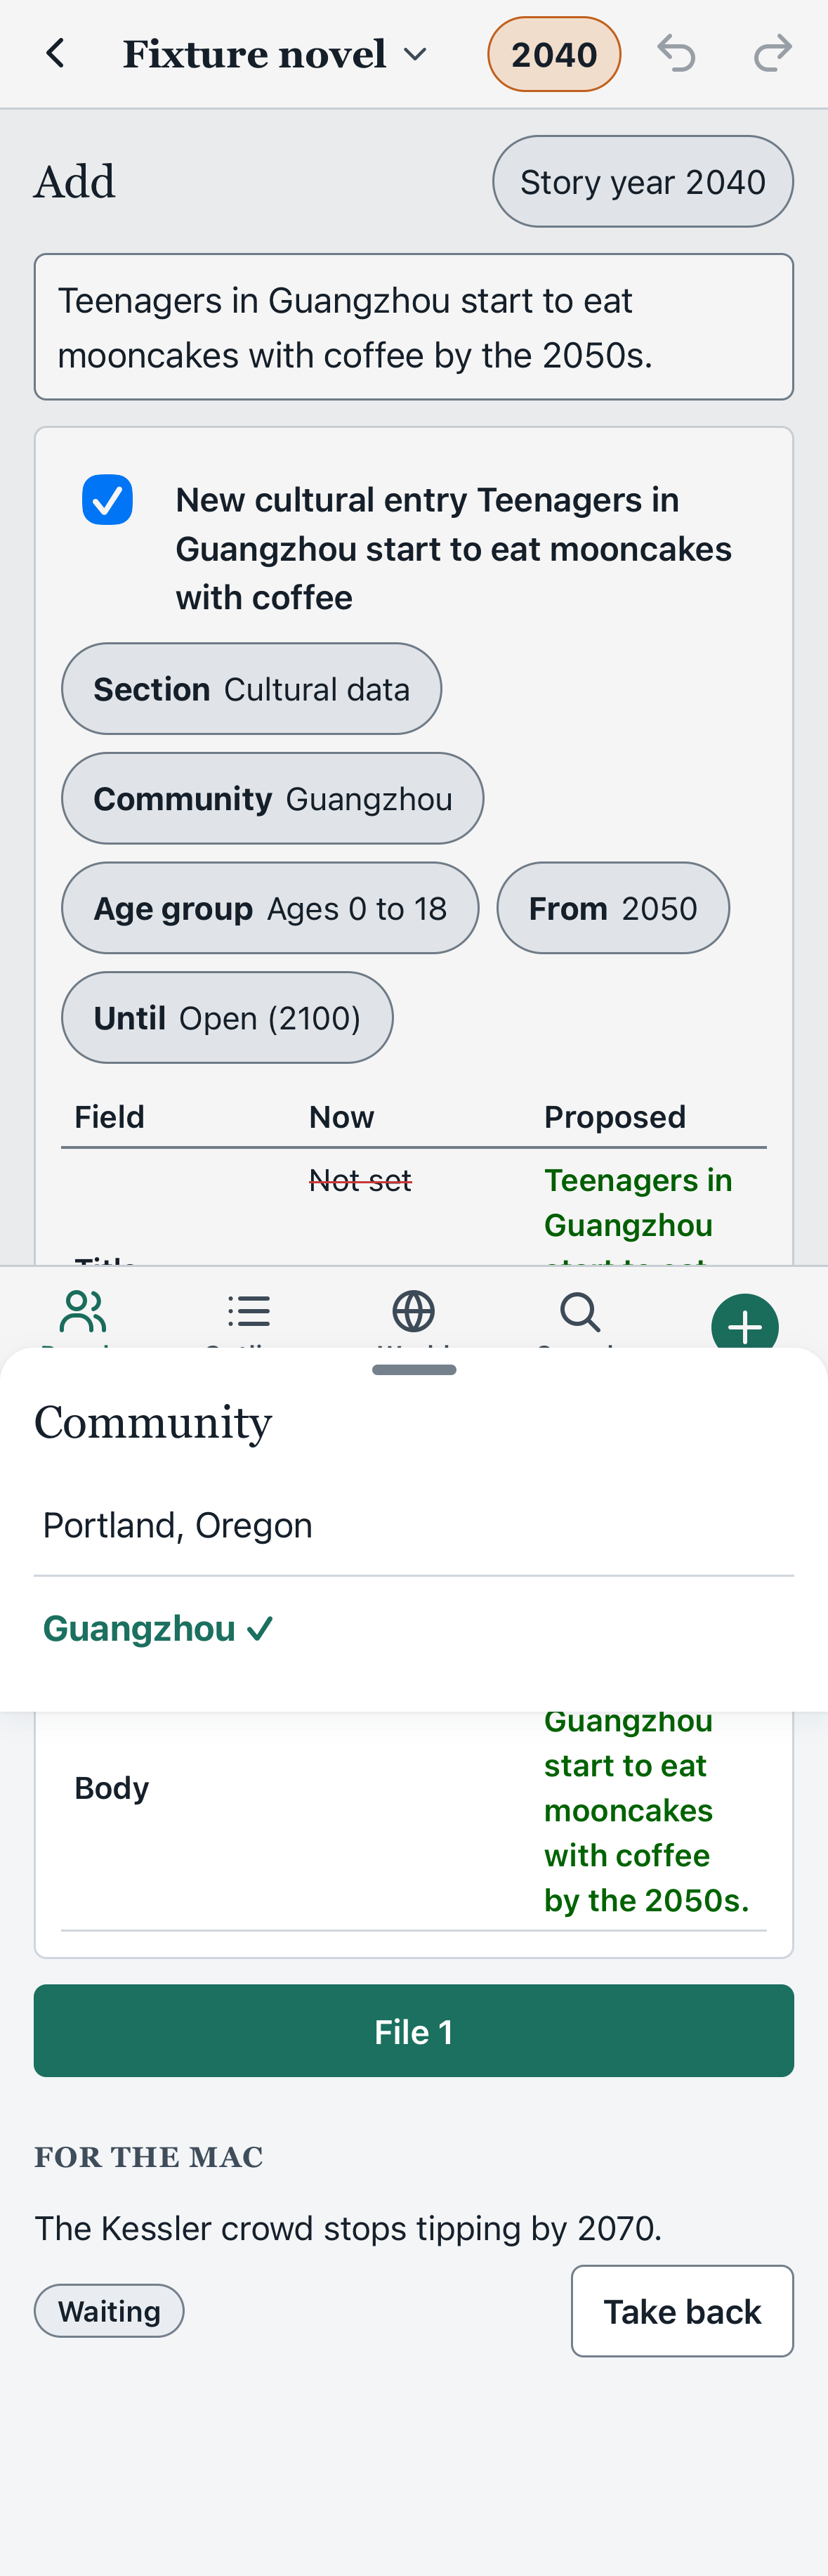 Fixture novel
2040
Add
Story year 2040
Teenagers in Guangzhou start to eat
mooncakes with coffee by the 2050s.
New cultural entry Teenagers in
Guangzhou start to eat mooncakes
with coffee
Section Cultural data
Community Guangzhou
Age group Ages 0 to 18
From 2050
Until Open (2100)
Field Now Proposed
Not set Teenagers in
Guangzhou
start to eat
Title
Community
Portland, Oregon
Guangzhou
Guangzhou
start to eat
Body
mooncakes
with coffee
by the 2050s.
File 1
FOR THE MAC
The Kessler crowd stops tipping by 2070.
Waiting
Take back